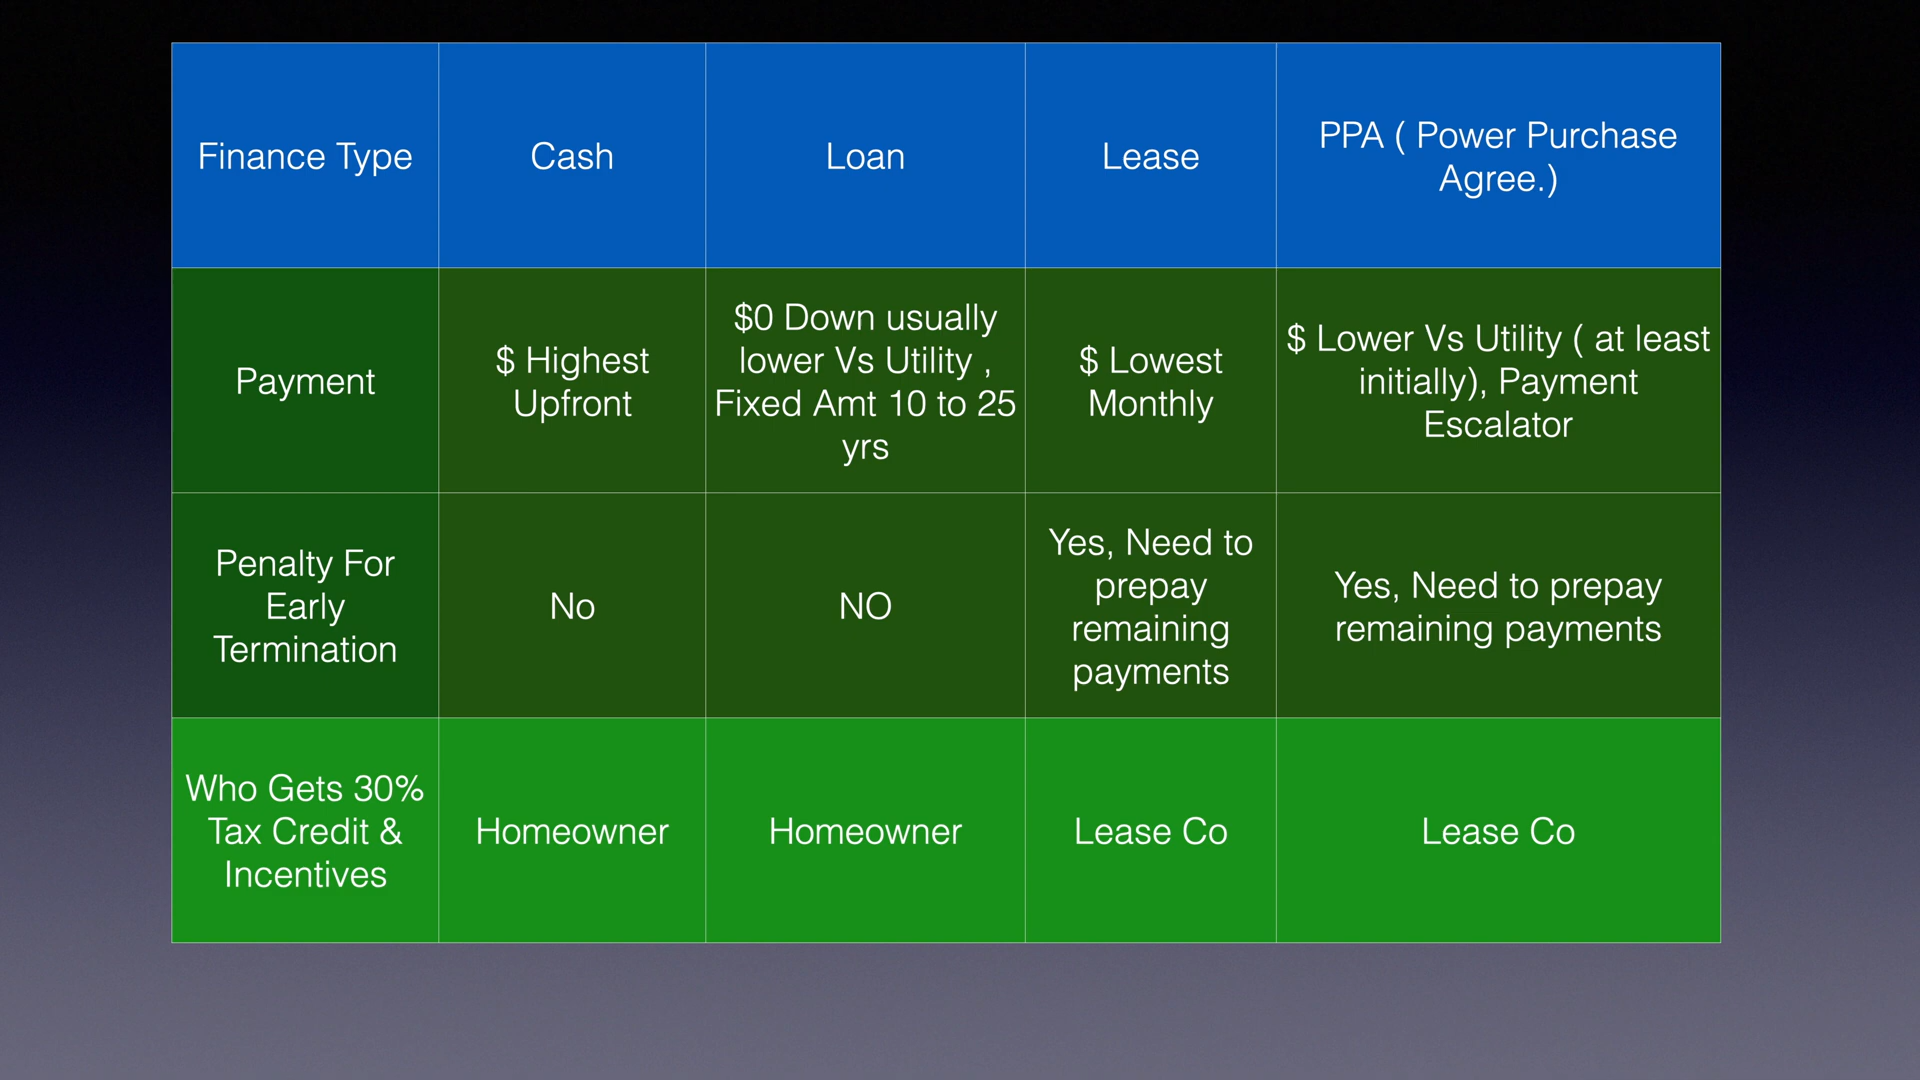 Finance Type
Cash
Loan
Lease
PPA ( Power Purchase
Agree.)
Payment
$ Highest
Upfront
$0 Down usually
lower Vs Utility ,
Fixed Amt 10 to 25
yrs
$ Lowest
Monthly
$ Lower Vs Utility ( at least
initially), Payment
Escalator
Penalty For
Early
Termination
No
NO
Yes, Need to
prepay
remaining
payments
Yes, Need to prepay
remaining payments
Who Gets 30%
Tax Credit &
Incentives
Homeowner
Homeowner
Lease Co
Lease Co